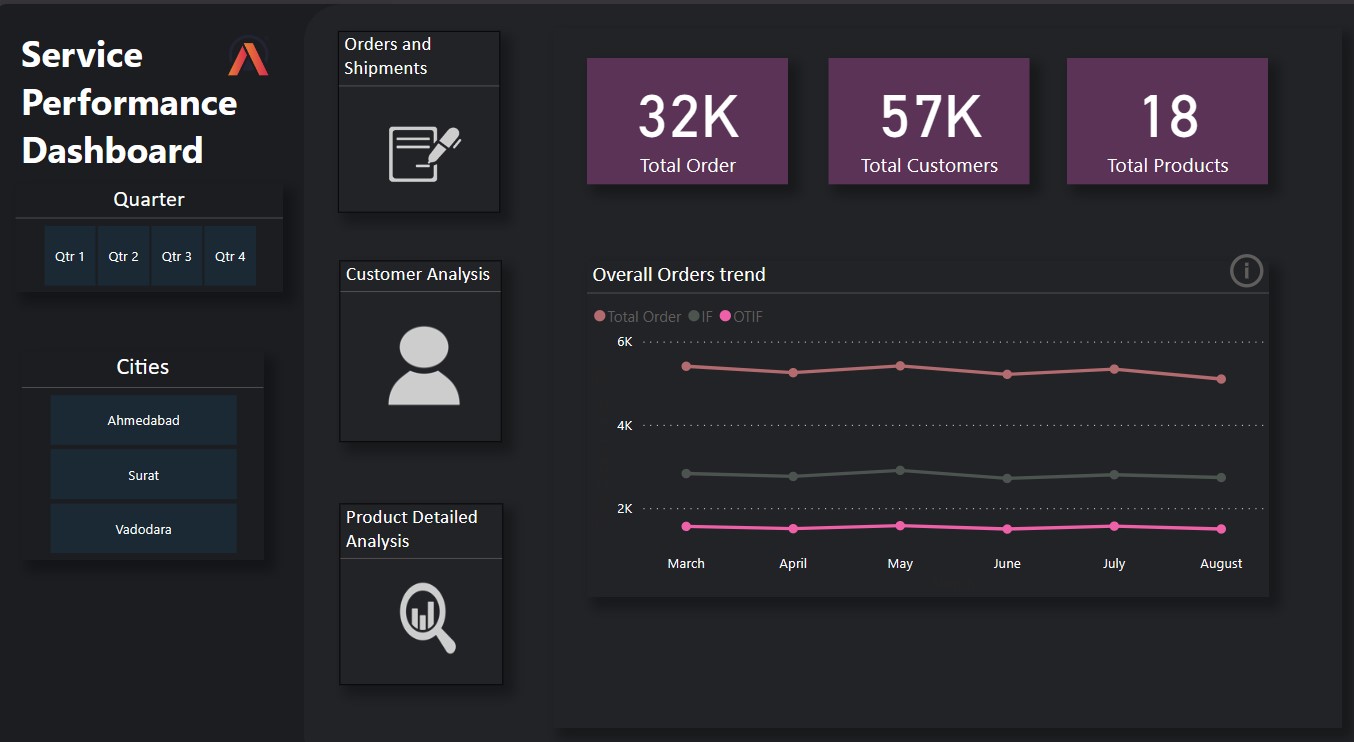 Service
Performance
Dashboard
Quarter
Qtr 1 Qtr 2 Qtr 3 Qtr 4
Cities
Ahmedabad
Surat
Vadodara
Orders and
Shipments
Customer Analysis
Product Detailed
Analysis
32K
Total Order
57K
Total Customers
18
Total Products
Overall Orders trend
Total Order IF OTIF
6K
4K
2K
March April May June July August